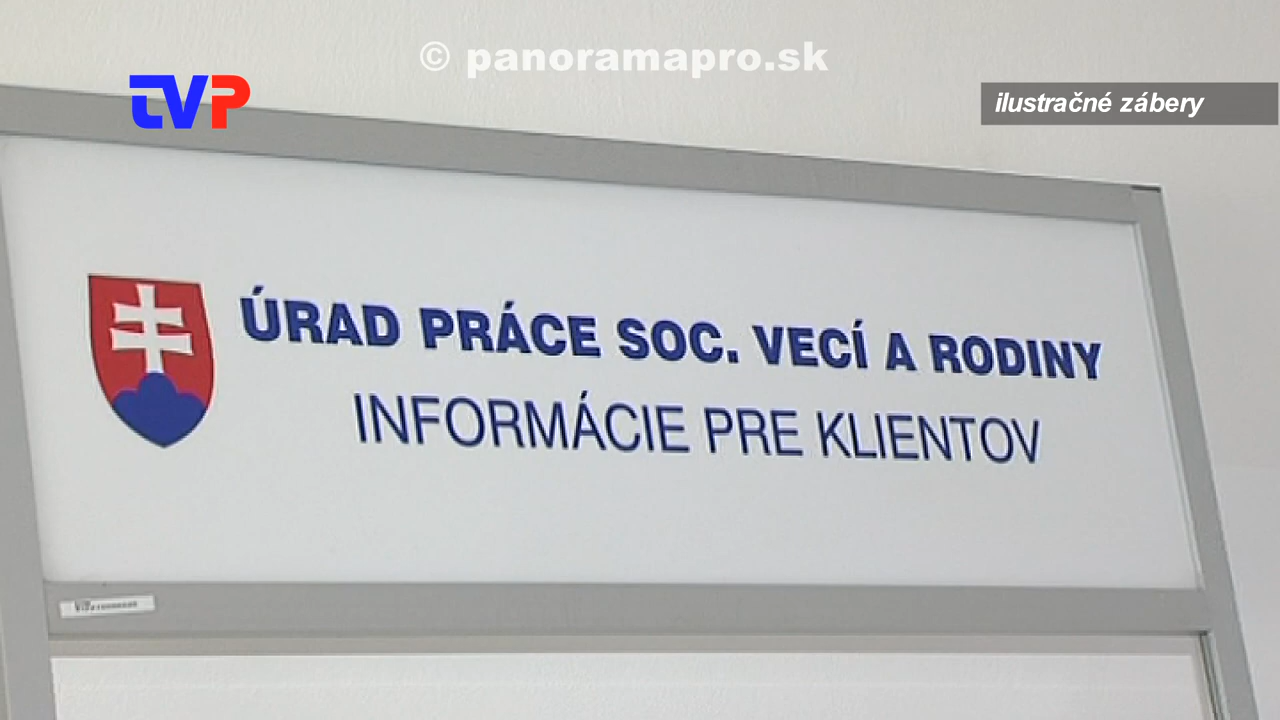 © panoramapro.sk
TVP
ilustračné zábery
ÚRAD PRÁCE SOC. VECÍ A RODINY
INFORMÁCIE PRE KLIENTOV